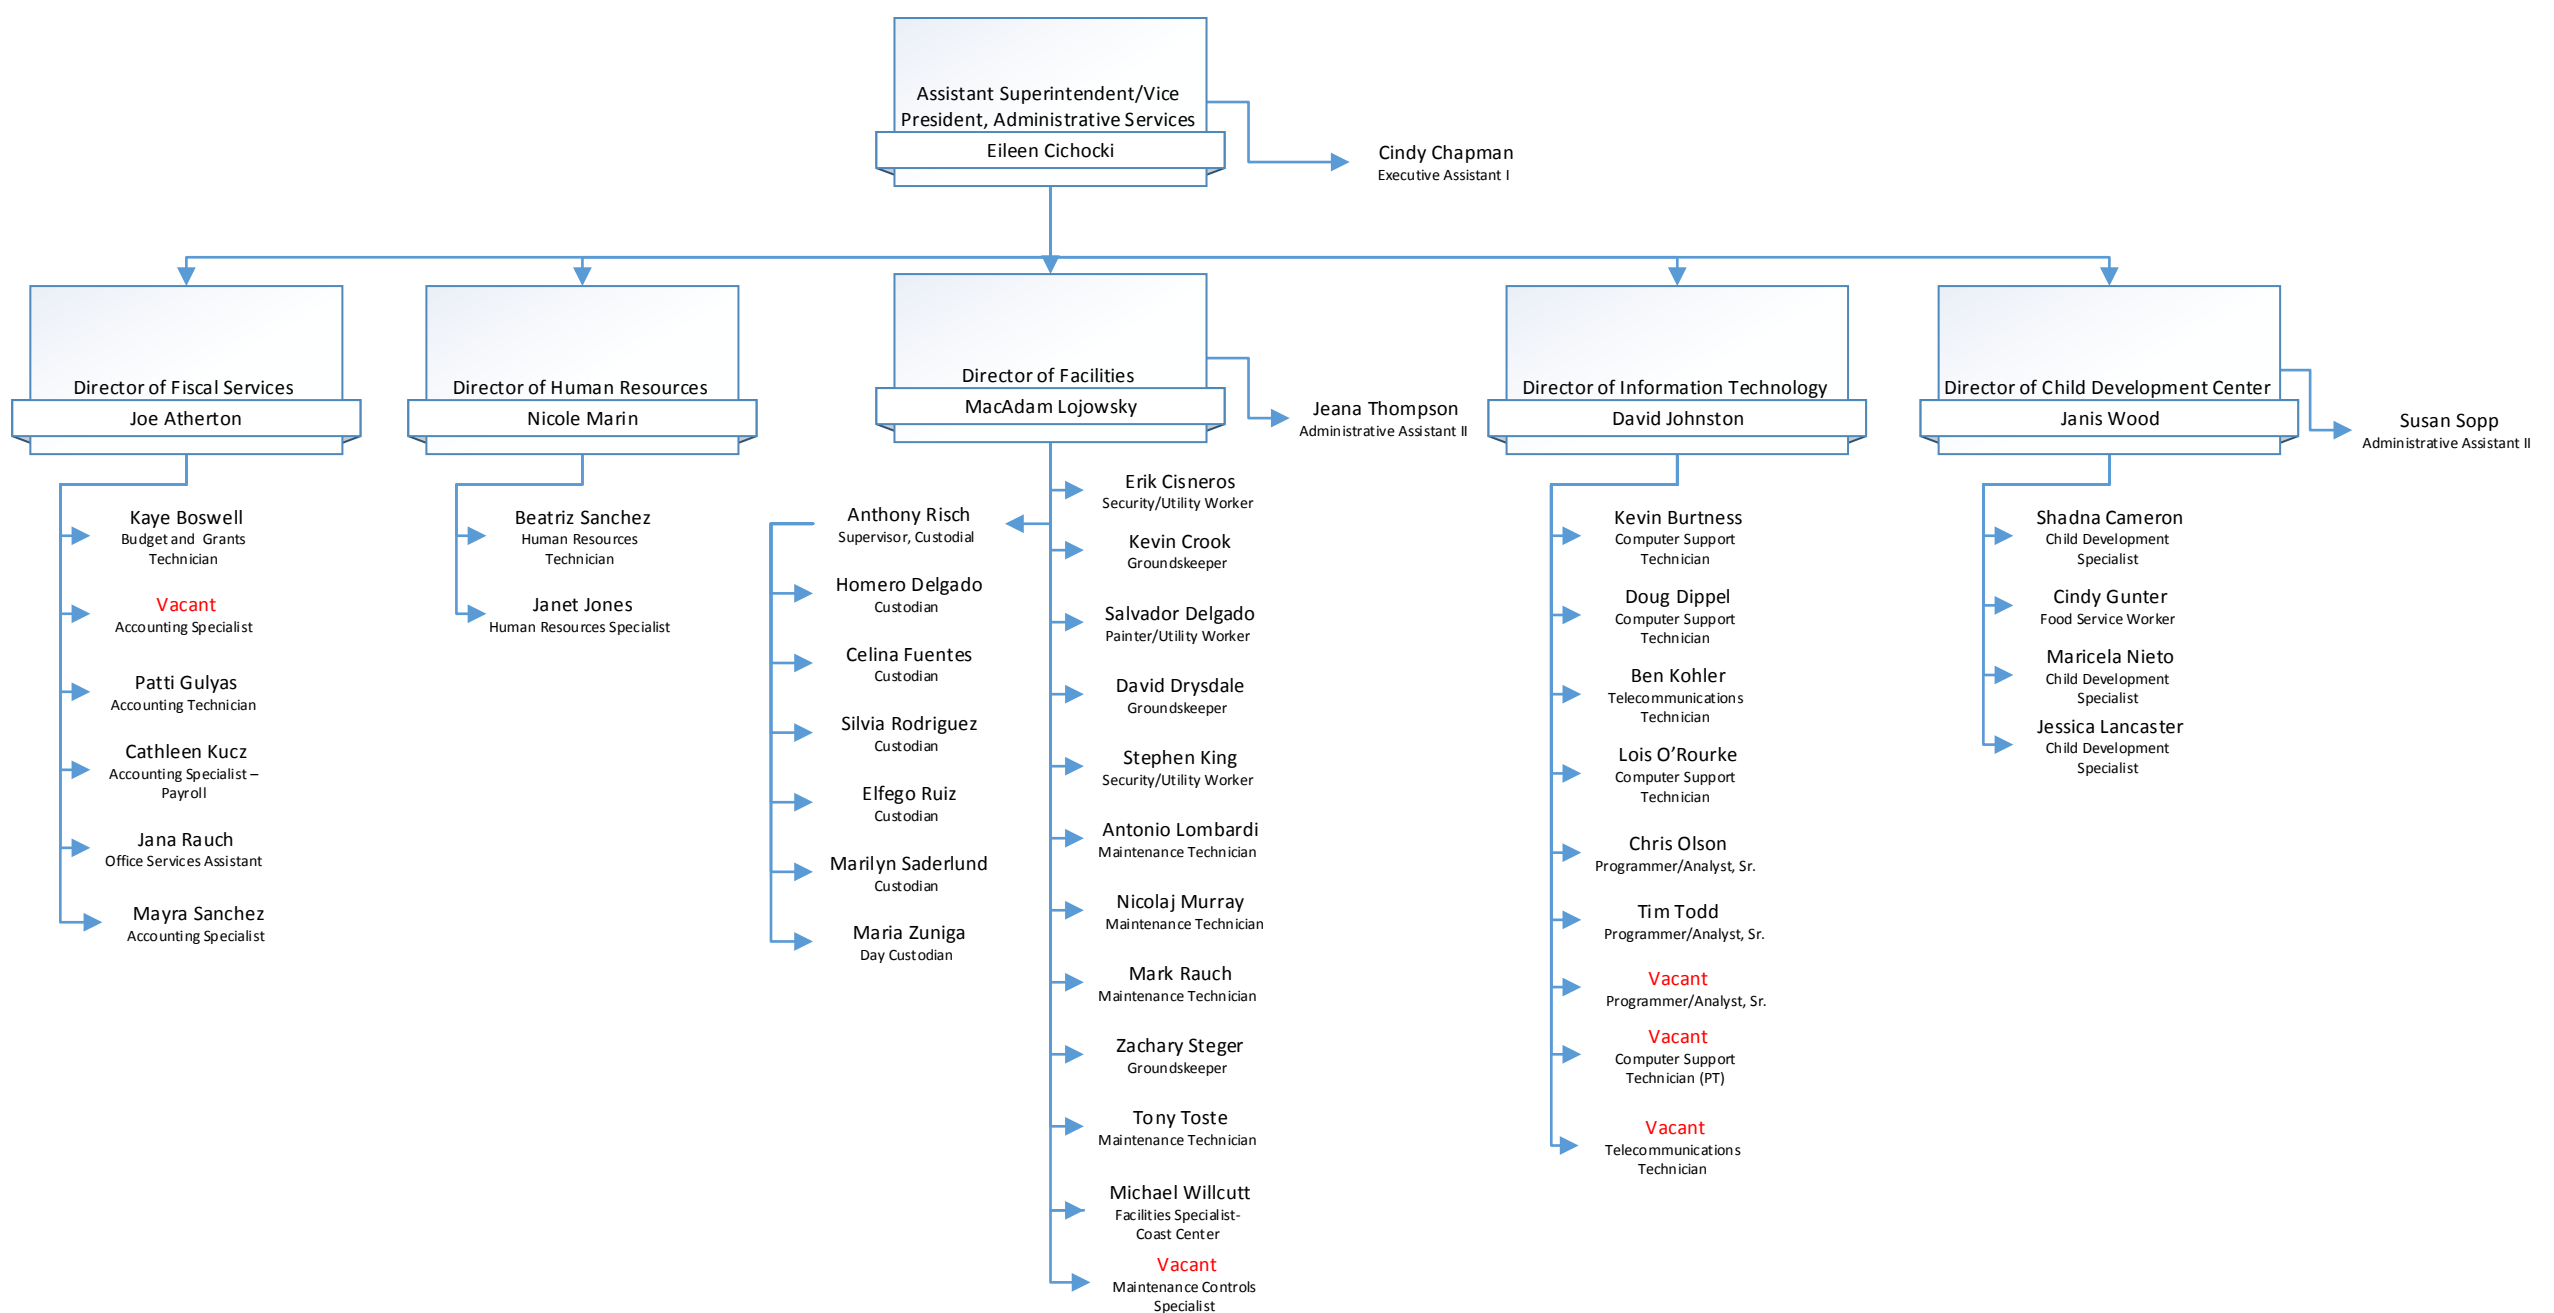 Assistant Superintendent/Vice
President, Administrative Services
Eileen Cichocki
Cindy Chapman
Executive Assistant I
Director of Fiscal Services
Joe Atherton
Kaye Boswell
Budget and Grants
Technician
Vacant
Accounting Specialist
Patti Gulyas
Accounting Technician
Cathleen Kucz
Accounting Specialist –
Payroll
Jana Rauch
Office Services Assistant
Mayra Sanchez
Accounting Specialist
Director of Human Resources
Nicole Marin
Beatriz Sanchez
Human Resources
Technician
Janet Jones
Human Resources Specialist
Director of Facilities
MacAdam Lojowsky
Jeana Thompson
Administrative Assistant II
Anthony Risch
Supervisor, Custodial
Homero Delgado
Custodian
Celina Fuentes
Custodian
Silvia Rodriguez
Custodian
Elfego Ruiz
Custodian
Marilyn Saderlund
Custodian
Maria Zuniga
Day Custodian
Erik Cisneros
Security/Utility Worker
Kevin Crook
Groundskeeper
Salvador Delgado
Painter/Utility Worker
David Drysdale
Groundskeeper
Stephen King
Security/Utility Worker
Antonio Lombardi
Maintenance Technician
Nicolaj Murray
Maintenance Technician
Mark Rauch
Maintenance Technician
Zachary Steger
Groundskeeper
Tony Toste
Maintenance Technician
Michael Willcutt
Facilities Specialist-
Coast Center
Vacant
Maintenance Controls
Specialist
Director of Information Technology
David Johnston
Kevin Burtness
Computer Support
Technician
Doug Dippel
Computer Support
Technician
Ben Kohler
Telecommunications
Technician
Lois O’Rourke
Computer Support
Technician
Chris Olson
Programmer/Analyst, Sr.
Tim Todd
Programmer/Analyst, Sr.
Vacant
Programmer/Analyst, Sr.
Vacant
Computer Support
Technician (PT)
Vacant
Telecommunications
Technician
Director of Child Development Center
Janis Wood
Susan Sopp
Administrative Assistant II
Shadna Cameron
Child Development
Specialist
Cindy Gunter
Food Service Worker
Maricela Nieto
Child Development
Specialist
Jessica Lancaster
Child Development
Specialist